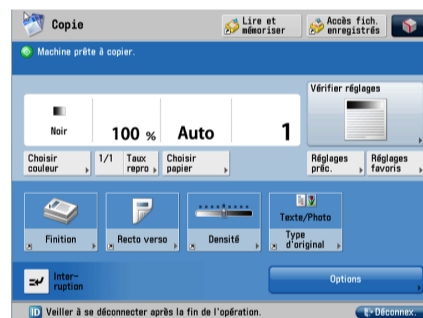 Copie
Lire et
mémoriser
Accès fich.
enregistrés
Machine prête à copier.
Vérifier réglages
Noir
100 %
Auto
1
Choisir
couleur
1/1
Taux
repro
Choisir
papier
Réglages
préc.
Réglages
favoris
Finition
Recto verso
Densité
Texte/Photo
Type
d'original
Inter-
ruption
Options
ID Veiller à se déconnecter après la fin de l'opération.
Déconnex.